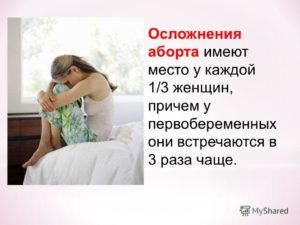 Осложнения
аборта имеют
место у каждой
1/3 женщин,
причем у
первобеременных
они встречаются в
3 раза чаще.
MyShared